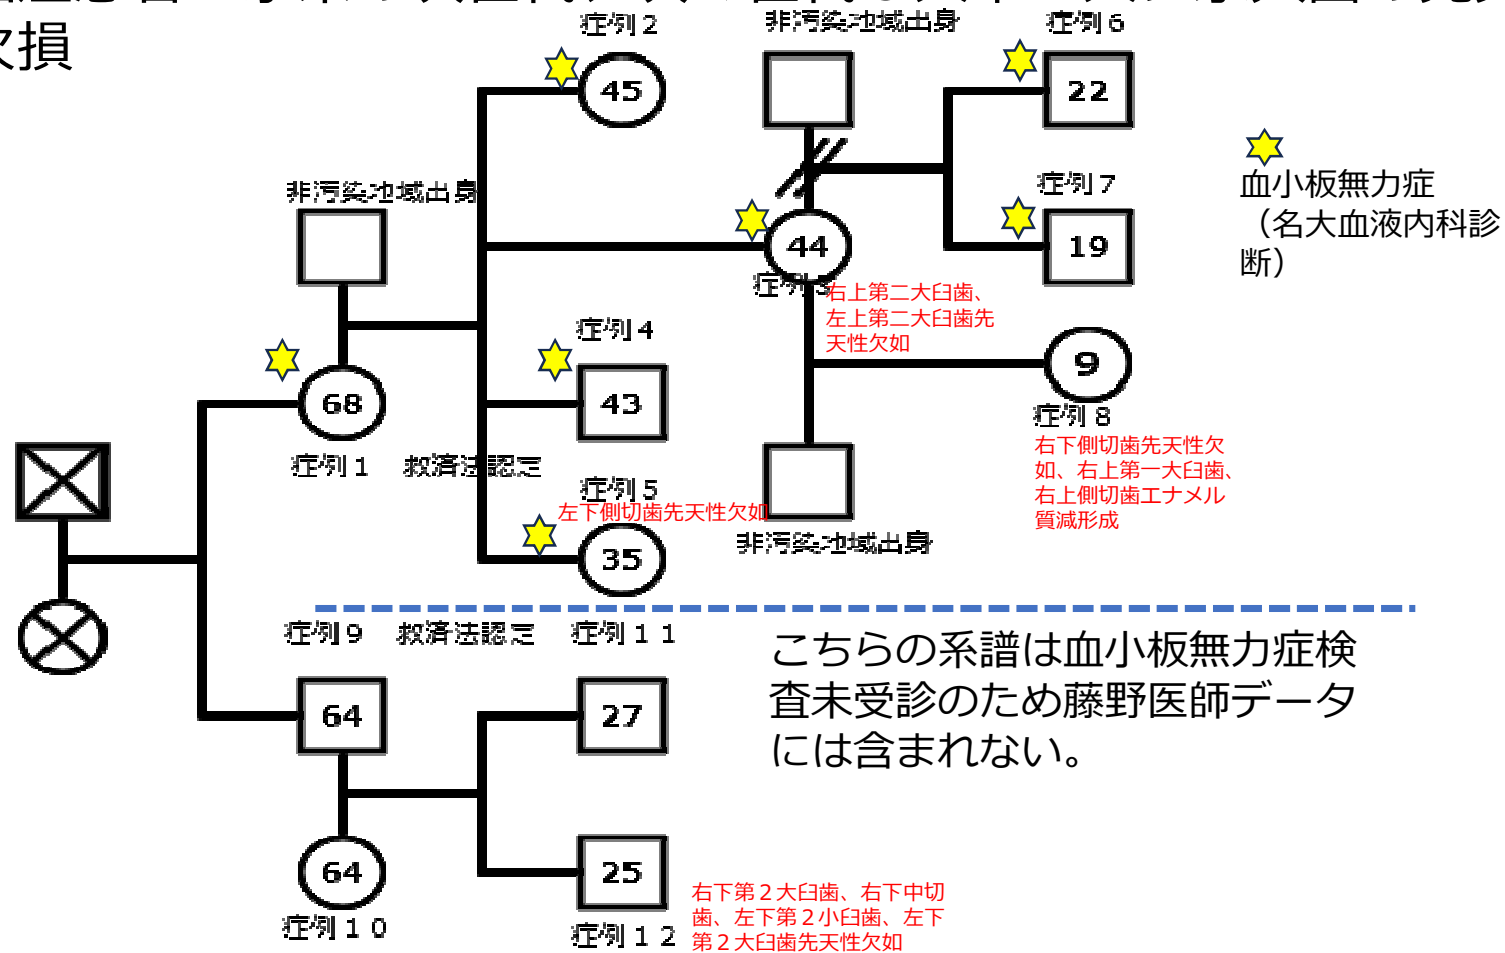 欠損
症例２
45
非汚染地域出身
症例６
22
血小板無力症
（名大血液内科診
断）
非汚染地域出身
症例７
19
44
症例３
右上第二大臼歯、
左上第二大臼歯先
天性欠如
症例４
43
68
症例１
救済法認定
9
症例８
右下側切歯先天性欠
如、右上第一大臼歯、
右上側切歯エナメル
質減形成
症例５
左下側切歯先天性欠如
35
非汚染地域出身
症例９
救済法認定
症例１１
こちらの系譜は血小板無力症検
査未受診のため藤野医師データ
には含まれない。
64
27
64
症例１０
25
症例１２
右下第２大臼歯、右下中切
歯、左下第２小臼歯、左下
第２大臼歯先天性欠如